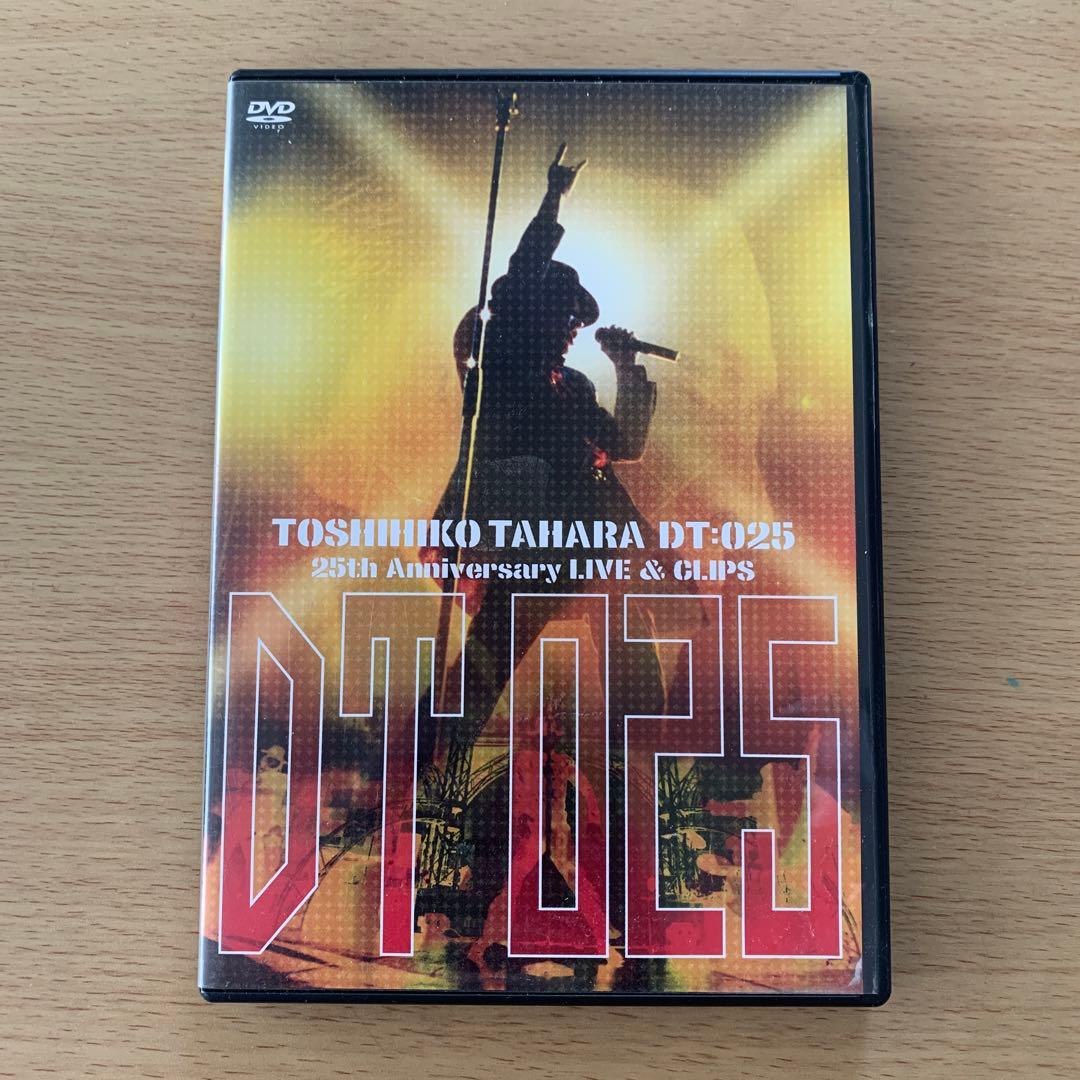 DVD
VIDEO
TOSHIHIKO TAHARA DT:025
25th Anniversary LIVE & CLIPS
DT025